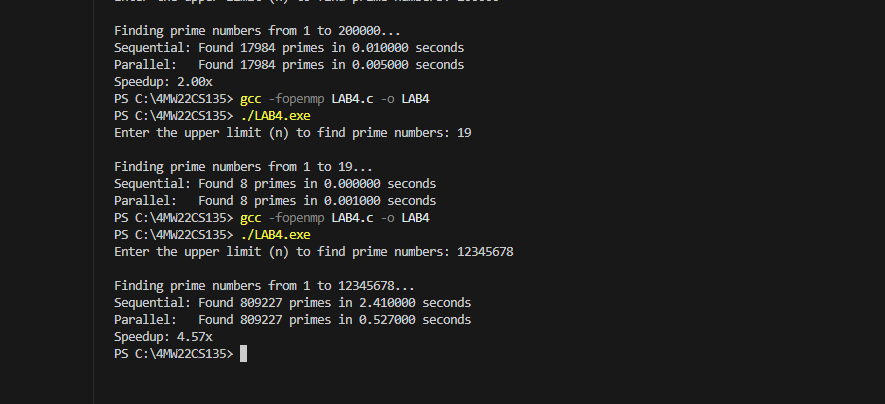 Finding prime numbers from 1 to 200000...
Sequential: Found 17984 primes in 0.010000 seconds
Parallel:   Found 17984 primes in 0.005000 seconds
Speedup: 2.00x
PS C:\4MW22CS135> gcc -fopenmp LAB4.c -o LAB4
PS C:\4MW22CS135> ./LAB4.exe
Enter the upper limit (n) to find prime numbers: 19
Finding prime numbers from 1 to 19...
Sequential: Found 8 primes in 0.000000 seconds
Parallel:   Found 8 primes in 0.001000 seconds
PS C:\4MW22CS135> gcc -fopenmp LAB4.c -o LAB4
PS C:\4MW22CS135> ./LAB4.exe
Enter the upper limit (n) to find prime numbers: 12345678
Finding prime numbers from 1 to 12345678...
Sequential: Found 809227 primes in 2.410000 seconds
Parallel:   Found 809227 primes in 0.527000 seconds
Speedup: 4.57x
PS C:\4MW22CS135>